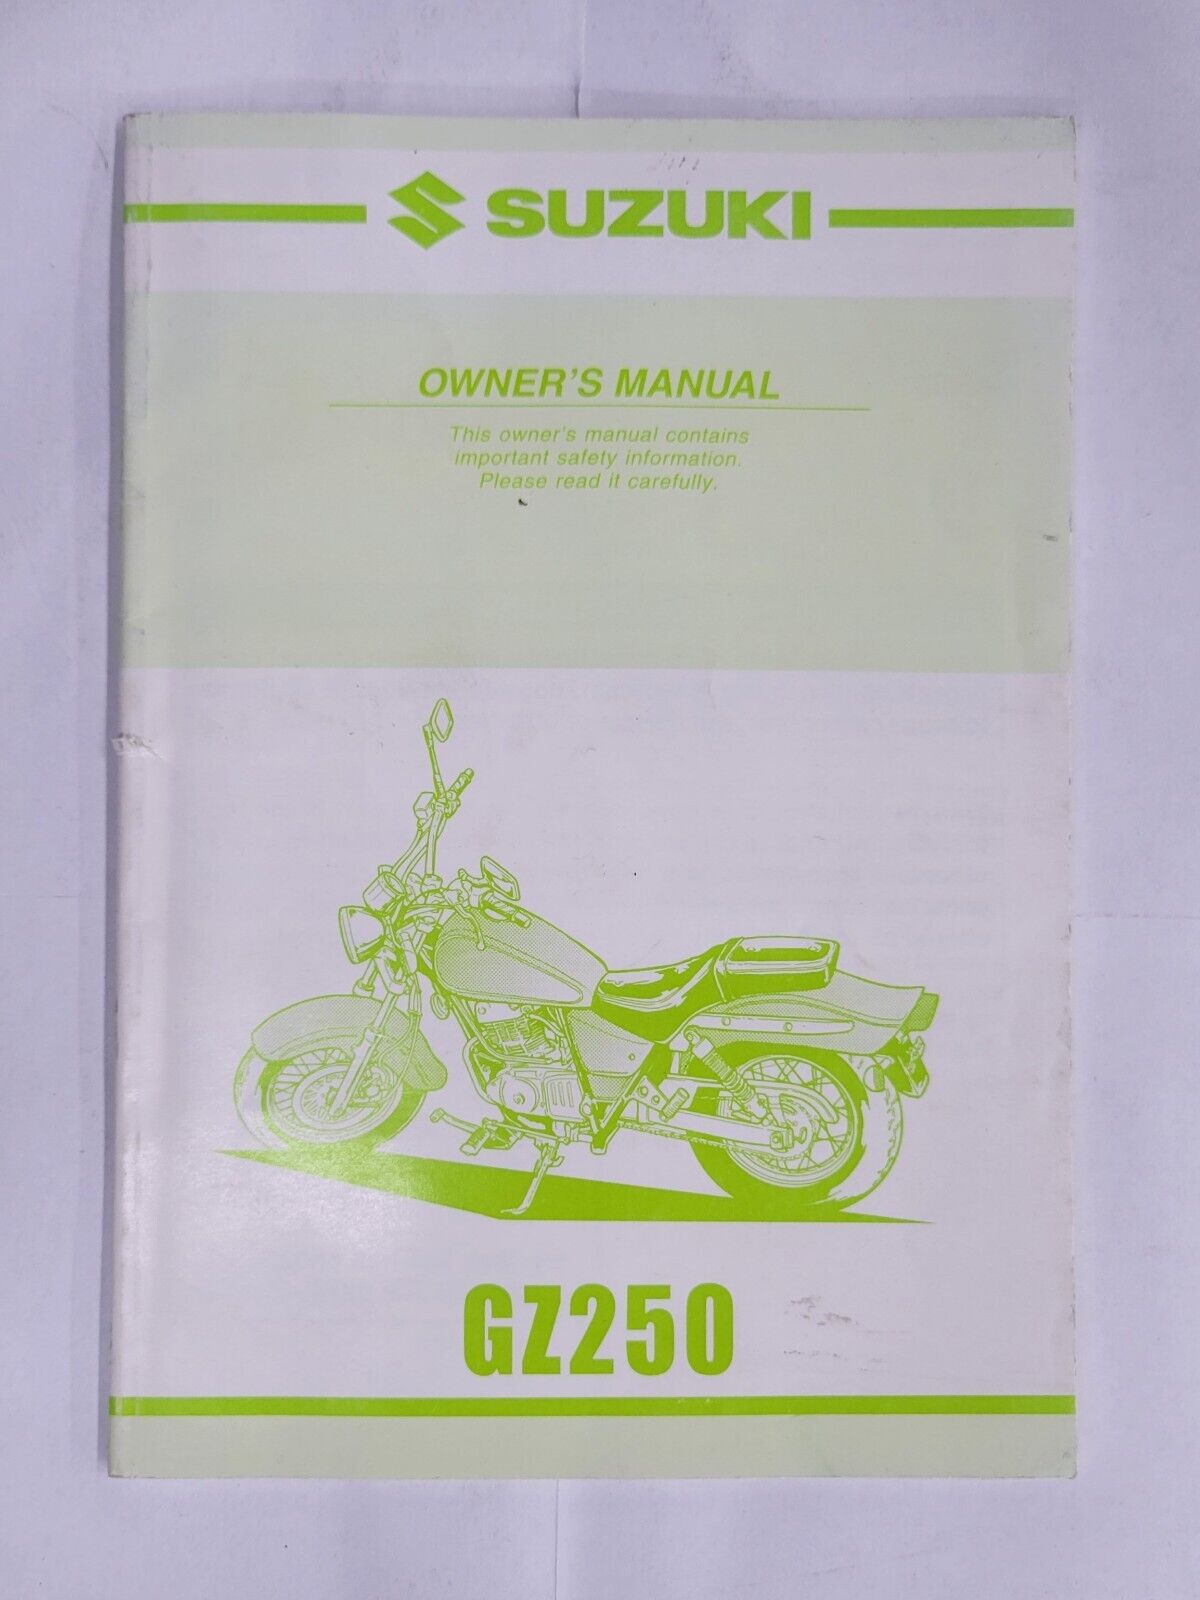 SUZUKI
OWNER'S MANUAL
This owner's manual contains
important safety information.
Please read it carefully.
GZ250